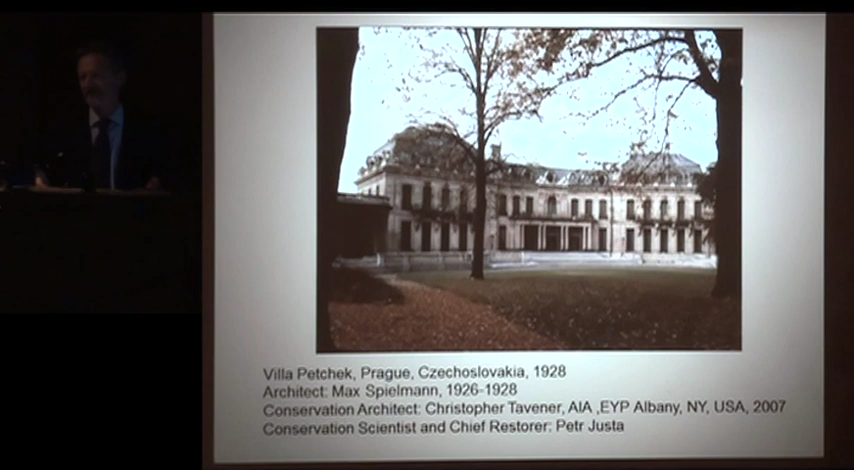 Villa Petchek, Prague, Czechoslovakia, 1928
Architect: Max Spielmann, 1926-1928
Conservation Architect: Christopher Tavener, AIA ,EYP Albany, NY, USA, 2007
Conservation Scientist and Chief Restorer: Petr Justa